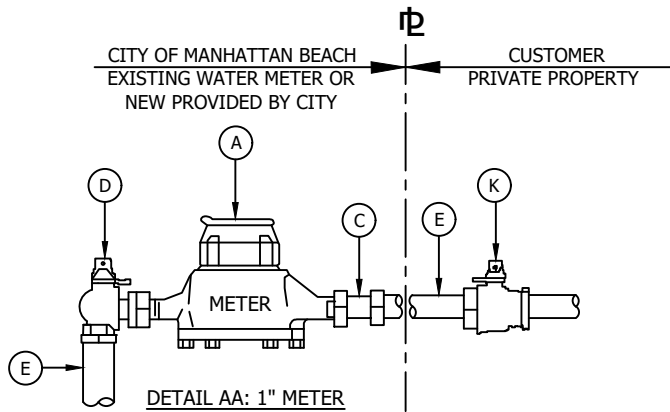 ℄
CITY OF MANHATTAN BEACH
EXISTING WATER METER OR
NEW PROVIDED BY CITY
CUSTOMER
PRIVATE PROPERTY
A
D
K
C
E
METER
E
DETAIL AA: 1" METER